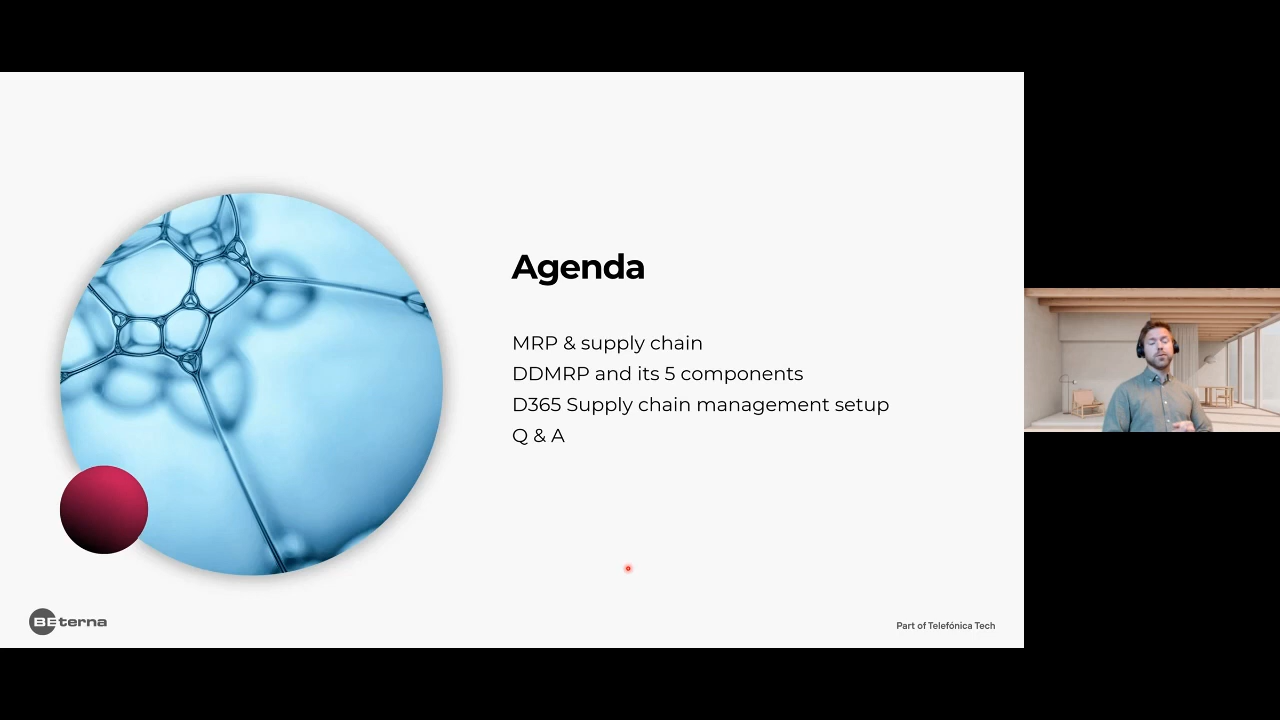 Agenda
MRP & supply chain
DDMRP and its 5 components
D365 Supply chain management setup
Q & A
BEterna
Part of Telefónica Tech